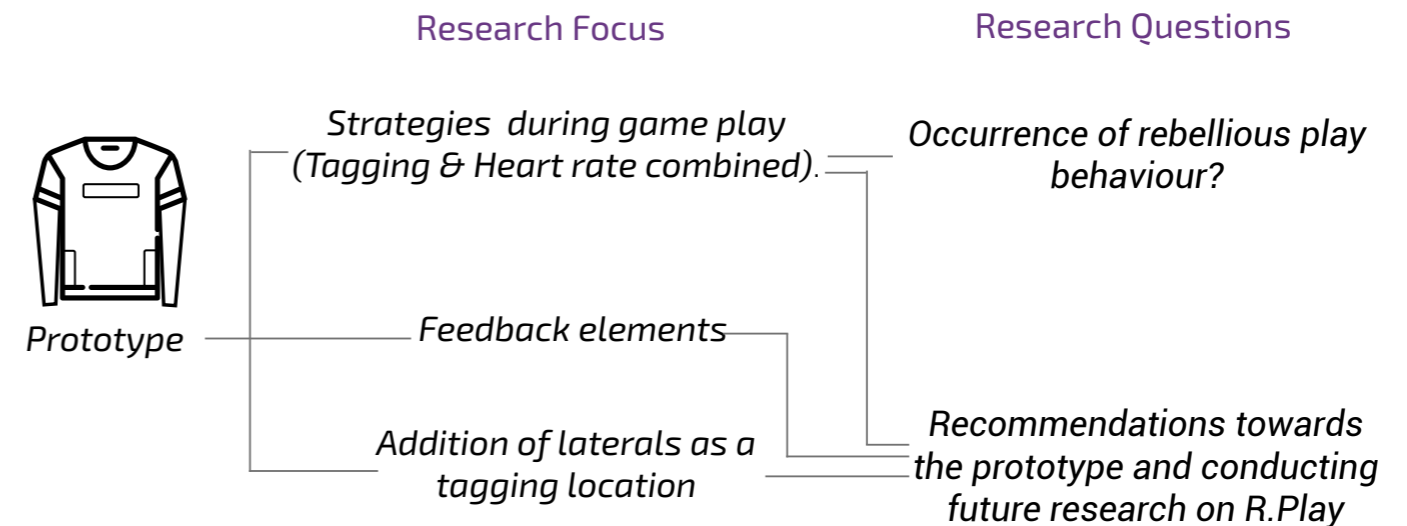 Research Focus
Research Questions
Strategies during game play
(Tagging & Heart rate combined).
Occurrence of rebellious play
behaviour?
Prototype
Feedback elements
Addition of laterals as a
tagging location
Recommendations towards
the prototype and conducting
future research on R.Play